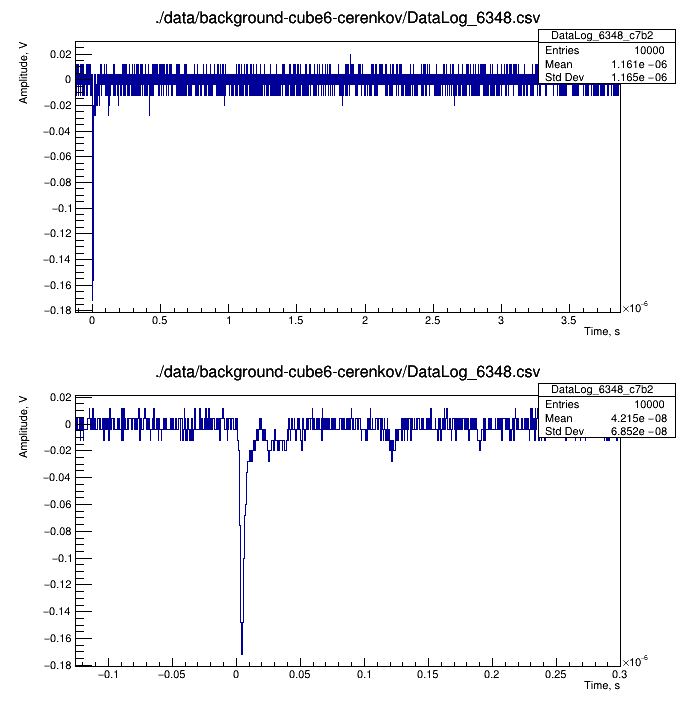 ./data/background-cube6-cerenkov/DataLog_6348.csv
DataLog_6348_c7b2
Entries 10000
Mean 1.161e −06
Std Dev 1.165e −06
Amplitude, V
0.02
0
−0.02
−0.04
−0.06
−0.08
−0.1
−0.12
−0.14
−0.16
−0.18
0 0.5 1 1.5 2 2.5 3 3.5
×10⁻⁶
Time, s
./data/background-cube6-cerenkov/DataLog_6348.csv
DataLog_6348_c7b2
Entries 10000
Mean 4.215e −08
Std Dev 6.852e −08
Amplitude, V
0.02
0
−0.02
−0.04
−0.06
−0.08
−0.1
−0.12
−0.14
−0.16
−0.18
−0.1 −0.05 0 0.05 0.1 0.15 0.2 0.25 0.3
×10⁻⁶
Time, s